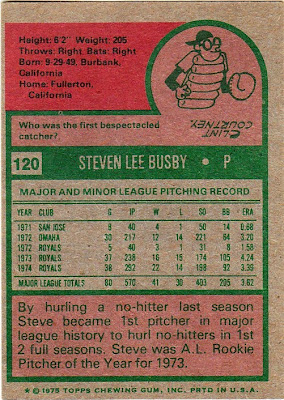 Height: 6'2" Weight: 205
Throws: Right Bats: Right
Born: 9-29-49, Burbank,
California
Home: Fullerton,
California
Who was the first bespectacled
catcher?
CLINT
COURTNEY
120 STEVEN LEE BUSBY • P
MAJOR AND MINOR LEAGUE PITCHING RECORD
YEAR CLUB G IP W L R SO BB ERA
1971 SAN JOSE 8 40 4 1 50 14 0.68
1972 OMAHA 30 217 12 14 221 64 3.20
1972 ROYALS 5 40 3 1 31 8 1.58
1973 ROYALS 37 238 16 15 174 105 4.24
1974 ROYALS 38 292 22 14 198 92 3.39
MAJOR LEAGUE TOTALS 80 570 41 30 403 205 3.62
By hurling a no-hitter last season
Steve became 1st pitcher in major
league history to hurl no-hitters in 1st
2 full seasons. Steve was A.L. Rookie
Pitcher of the Year for 1973.
★ © 1975 TOPPS CHEWING GUM, INC. PRTD IN U.S.A.